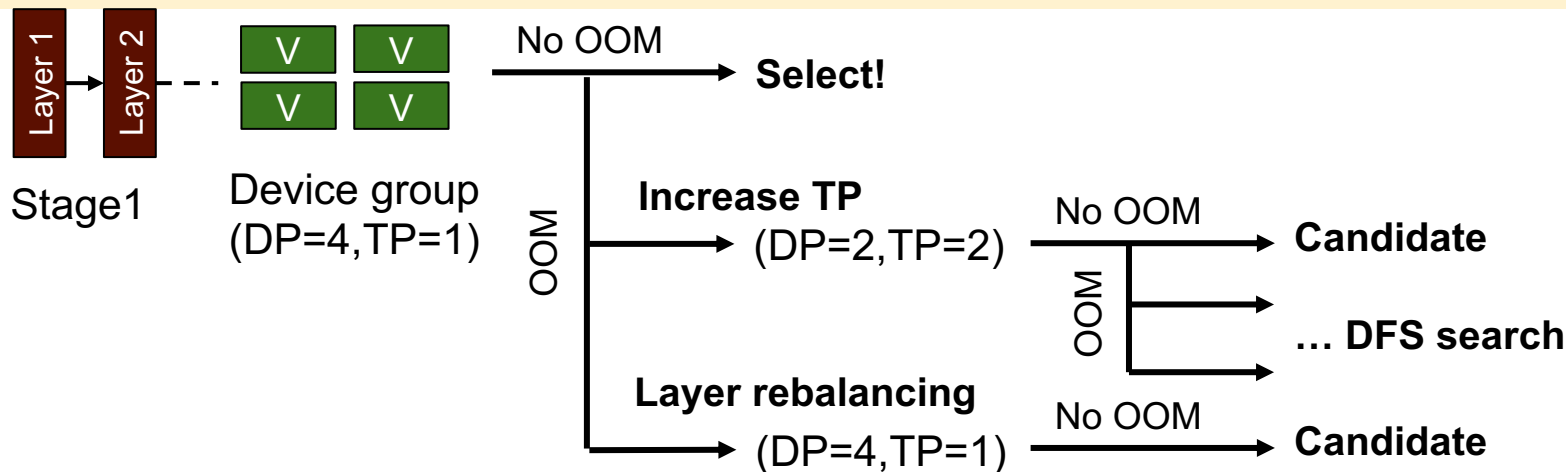 Layer 1
Layer 2
V V
V V
Stage1
Device group
(DP=4,TP=1)
No OOM
Select!
OOM
Increase TP
(DP=2,TP=2)
No OOM
Candidate
OOM
... DFS search
Layer rebalancing
(DP=4,TP=1)
No OOM
Candidate